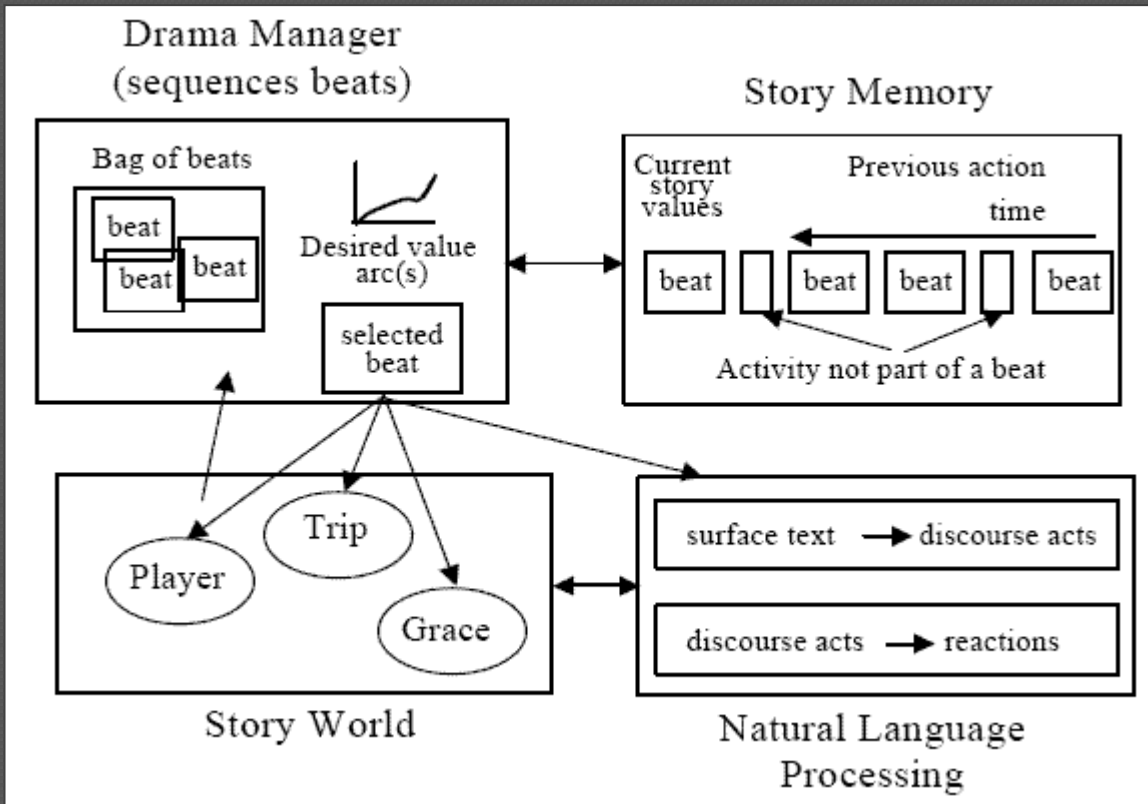 Drama Manager
(sequences beats)
Bag of beats
beat
beat
beat
Desired value
arc(s)
selected
beat
Story Memory
Current
story
values
Previous action
time
beat
beat
beat
beat
Activity not part of a beat
Player
Trip
Grace
Story World
surface text
discourse acts
discourse acts
reactions
Natural Language
Processing